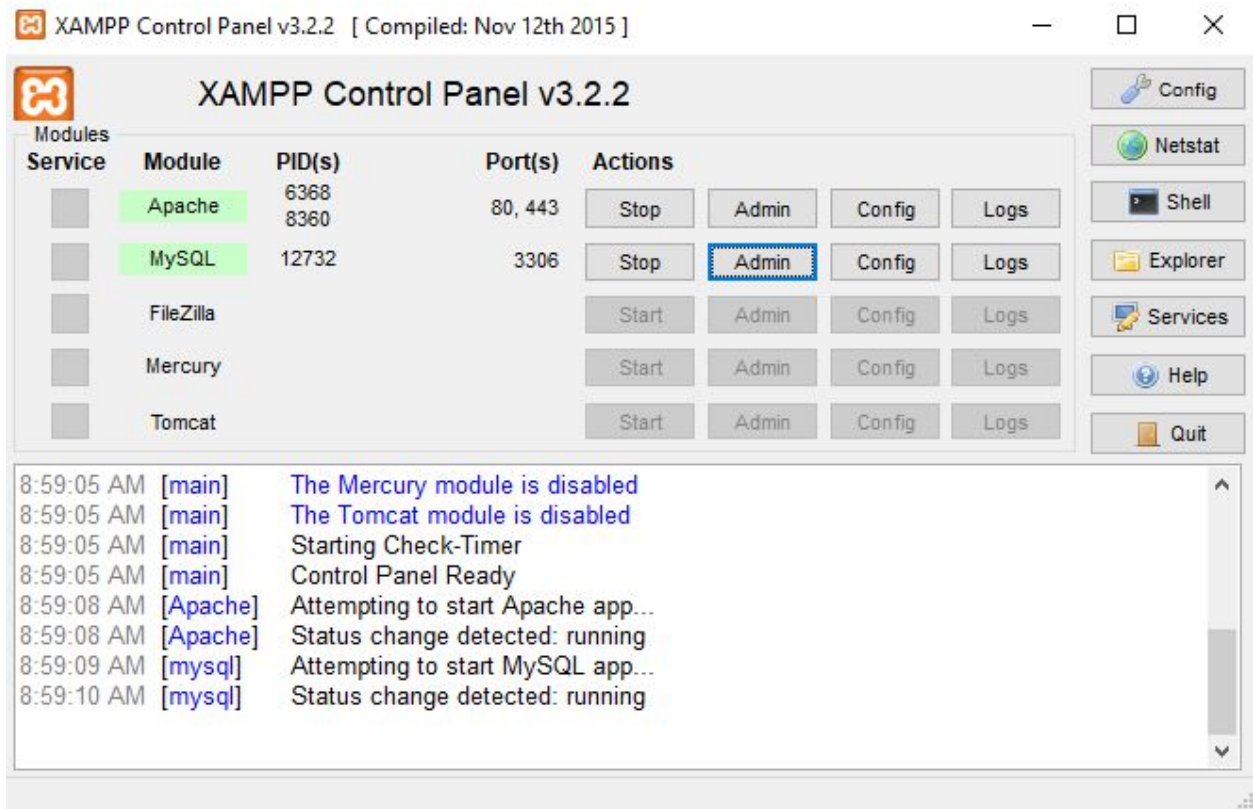 XAMPP Control Panel v3.2.2 [ Compiled: Nov 12th 2015 ]
XAMPP Control Panel v3.2.2
Config
Modules
Service Module PID(s) Port(s) Actions
Netstat
Apache 6368 8360 80, 443 Stop Admin Config Logs
Shell
MySQL 12732 3306 Stop Admin Config Logs
Explorer
FileZilla Start Admin Config Logs
Services
Mercury Start Admin Config Logs
Help
Tomcat Start Admin Config Logs
Quit
8:59:05 AM [main] The Mercury module is disabled
8:59:05 AM [main] The Tomcat module is disabled
8:59:05 AM [main] Starting Check-Timer
8:59:05 AM [main] Control Panel Ready
8:59:08 AM [Apache] Attempting to start Apache app...
8:59:08 AM [Apache] Status change detected: running
8:59:09 AM [mysql] Attempting to start MySQL app...
8:59:10 AM [mysql] Status change detected: running